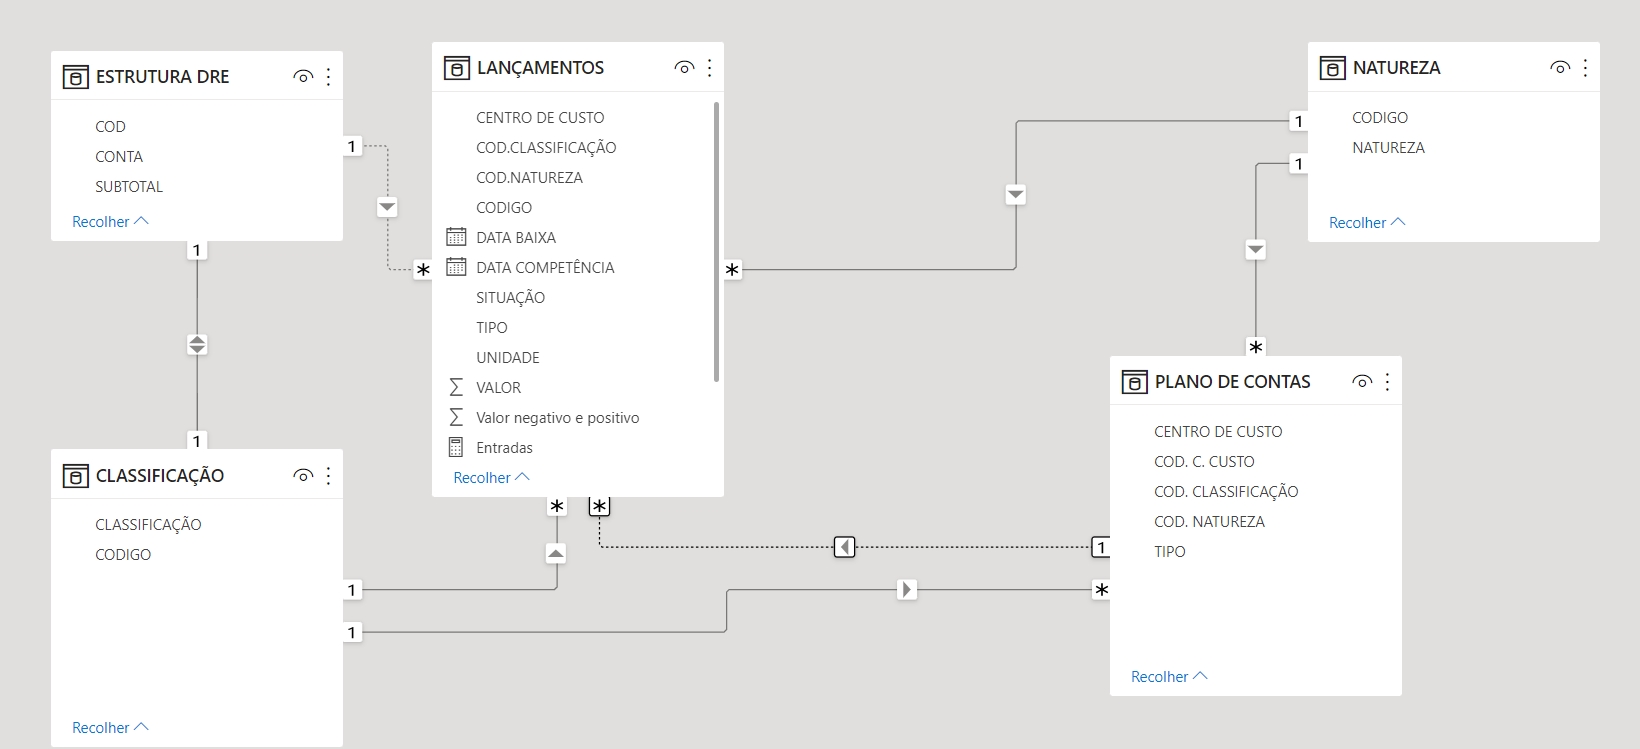 ESTRUTURA DRE
COD
CONTA
SUBTOTAL
Recolher
1
1
LANÇAMENTOS
CENTRO DE CUSTO
COD.CLASSIFICAÇÃO
COD.NATUREZA
CODIGO
DATA BAIXA
DATA COMPETÊNCIA
SITUAÇÃO
TIPO
UNIDADE
∑ VALOR
∑ Valor negativo e positivo
Entradas
Recolher
*
*
*
*
NATUREZA
CODIGO
NATUREZA
Recolher
1
1
CLASSIFICAÇÃO
CLASSIFICAÇÃO
CODIGO
Recolher
1
1
1
PLANO DE CONTAS
CENTRO DE CUSTO
COD. C. CUSTO
COD. CLASSIFICAÇÃO
COD. NATUREZA
TIPO
Recolher
*
1
*